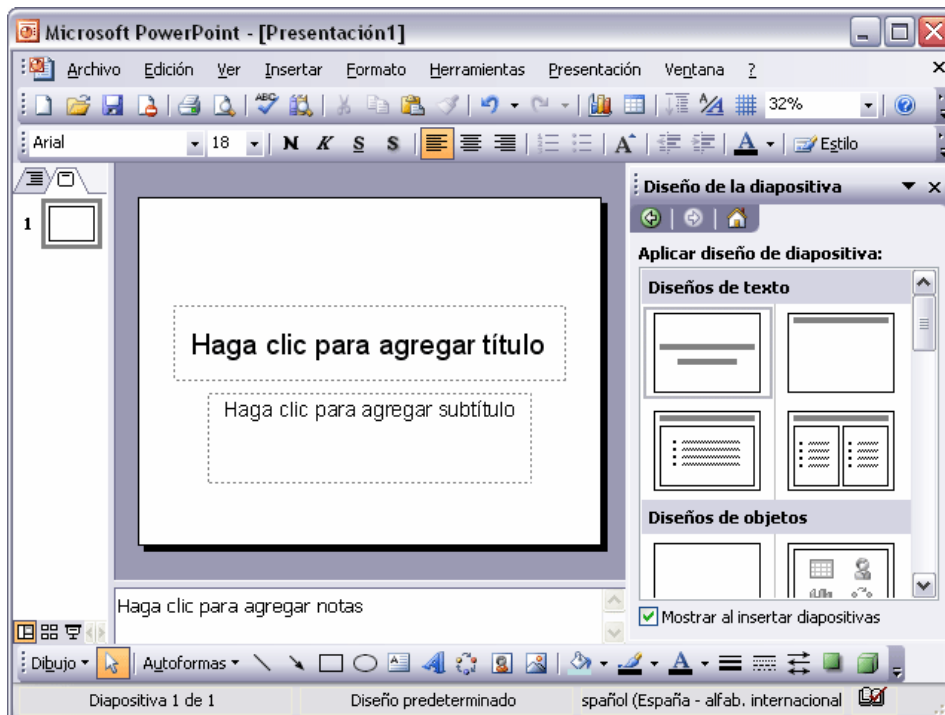 Microsoft PowerPoint - [Presentación1]
Archivo Edición Ver Insertar Formato Herramientas Presentación Ventana ?
ABC 32%
Arial 18 N K S S A A Estilo
Diseño de la diapositiva
1
Aplicar diseño de diapositiva:
Diseños de texto
Haga clic para agregar título
Haga clic para agregar subtítulo
Diseños de objetos
Haga clic para agregar notas
Mostrar al insertar diapositivas
Dibujo Autoformas A A
Diapositiva 1 de 1 Diseño predeterminado spañol (España - alfab. internacional